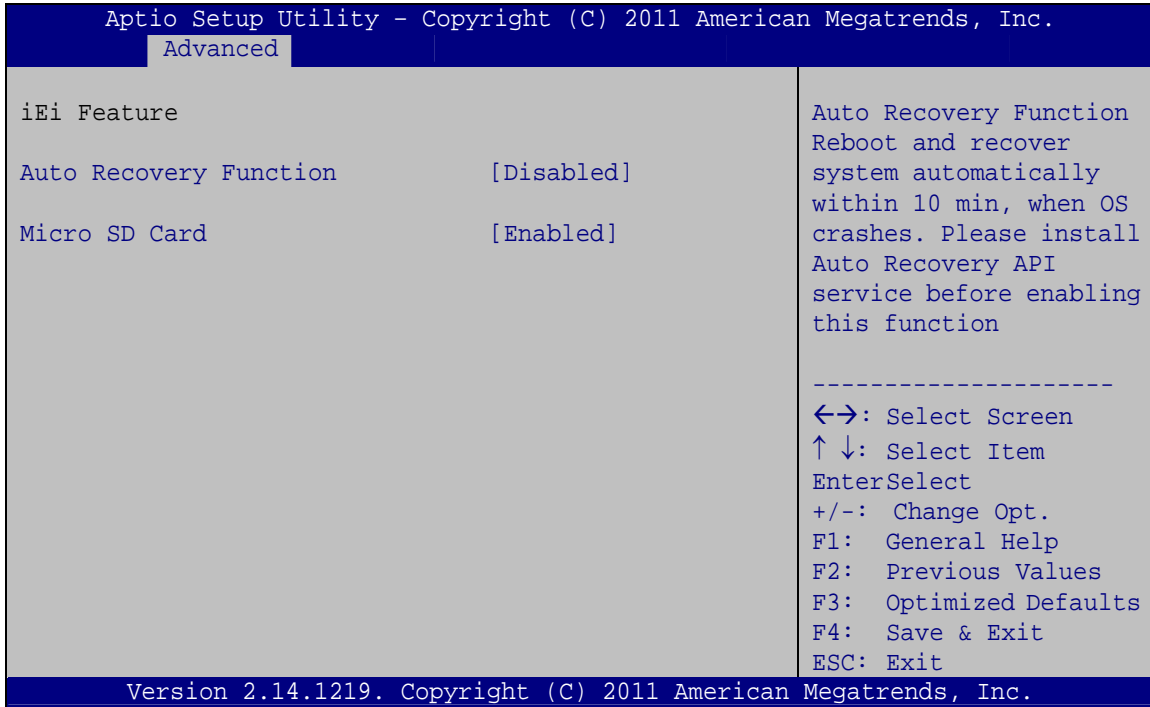 Aptio Setup Utility – Copyright (C) 2011 American Megatrends, Inc.
Advanced
iEi Feature
Auto Recovery Function [Disabled]
Micro SD Card [Enabled]
Auto Recovery Function
Reboot and recover
system automatically
within 10 min, when OS
crashes. Please install
Auto Recovery API
service before enabling
this function
---------------------
←→: Select Screen
↑ ↓: Select Item
EnterSelect
+/-: Change Opt.
F1: General Help
F2: Previous Values
F3: Optimized Defaults
F4: Save & Exit
ESC: Exit
Version 2.14.1219. Copyright (C) 2011 American Megatrends, Inc.